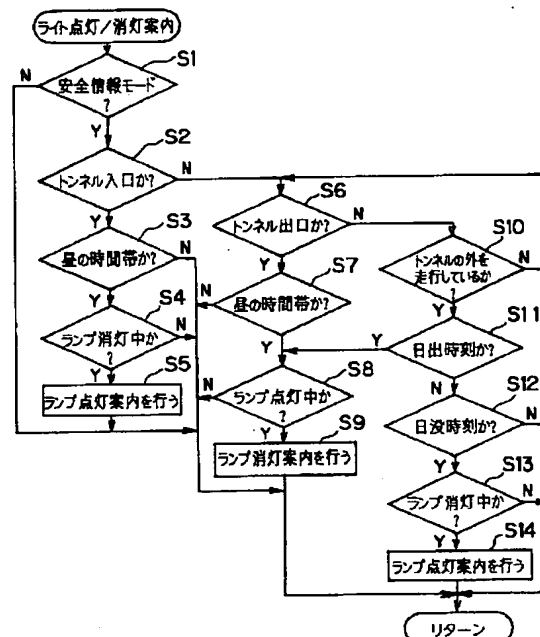 ライト点灯/消灯案内
S1
N
安全情報モード
?
Y
S2
トンネル入口か?
N
Y
S3
昼の時間帯か?
N
Y
S4
ランプ消灯中か
?
N
Y
S5
ランプ点灯案内を行う
S6
トンネル出口か?
N
Y
S7
昼の時間帯か?
N
Y
S8
ランプ点灯中か
?
N
Y
S9
ランプ消灯案内を行う
S10
トンネルの外を
走行しているか
?
N
Y
S11
日出時刻か?
Y
N
S12
日没時刻か?
N
Y
S13
ランプ消灯中か
?
N
Y
S14
ランプ点灯案内を行う
リターン